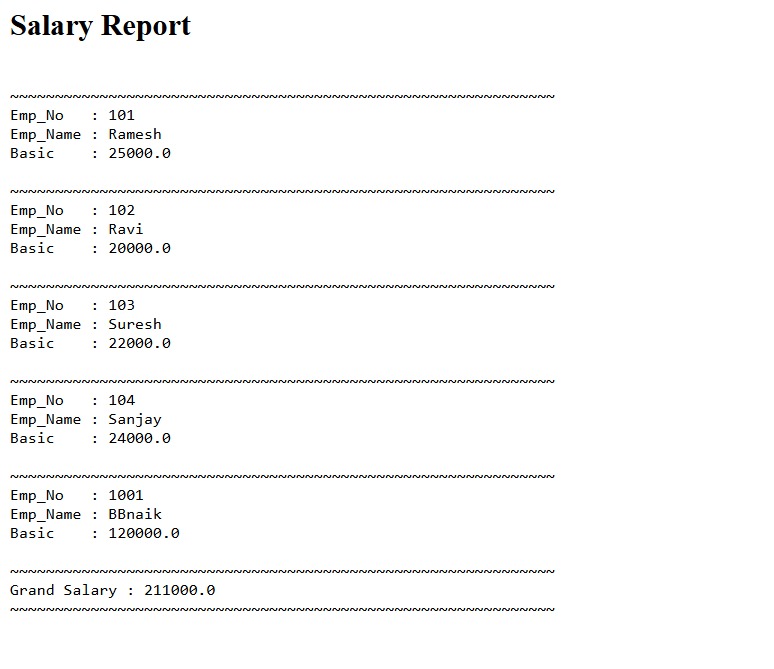 Salary Report
~~~~~~~~~~~~~~~~~~~~~~~~~~~~~~~~~~~~~~~~~~~~~~~~~~~~~~~~~~~~~
Emp_No   : 101
Emp_Name : Ramesh
Basic    : 25000.0
~~~~~~~~~~~~~~~~~~~~~~~~~~~~~~~~~~~~~~~~~~~~~~~~~~~~~~~~~~~~~
Emp_No   : 102
Emp_Name : Ravi
Basic    : 20000.0
~~~~~~~~~~~~~~~~~~~~~~~~~~~~~~~~~~~~~~~~~~~~~~~~~~~~~~~~~~~~~
Emp_No   : 103
Emp_Name : Suresh
Basic    : 22000.0
~~~~~~~~~~~~~~~~~~~~~~~~~~~~~~~~~~~~~~~~~~~~~~~~~~~~~~~~~~~~~
Emp_No   : 104
Emp_Name : Sanjay
Basic    : 24000.0
~~~~~~~~~~~~~~~~~~~~~~~~~~~~~~~~~~~~~~~~~~~~~~~~~~~~~~~~~~~~~
Emp_No   : 1001
Emp_Name : BBnaik
Basic    : 120000.0
~~~~~~~~~~~~~~~~~~~~~~~~~~~~~~~~~~~~~~~~~~~~~~~~~~~~~~~~~~~~~
Grand Salary : 211000.0
~~~~~~~~~~~~~~~~~~~~~~~~~~~~~~~~~~~~~~~~~~~~~~~~~~~~~~~~~~~~~